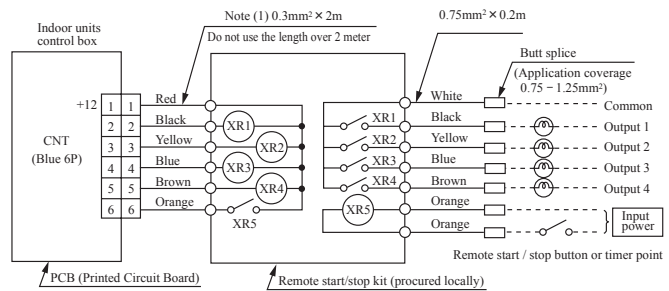 Note (1) 0.3mm² × 2m
Do not use the length over 2 meter
0.75mm² × 0.2m
Indoor units
control box
Butt splice
(Application coverage
0.75 − 1.25mm²)
CNT
(Blue 6P)
+12 1 1 Red
2 2 Black
3 3 Yellow
4 4 Blue
5 5 Brown
6 6 Orange
XR1
XR2
XR3
XR4
XR5
XR1
XR2
XR3
XR4
XR5
White Common
Black Output 1
Yellow Output 2
Blue Output 3
Brown Output 4
Orange
Orange
Input
power
Remote start / stop button or timer point
PCB (Printed Circuit Board)
Remote start/stop kit (procured locally)